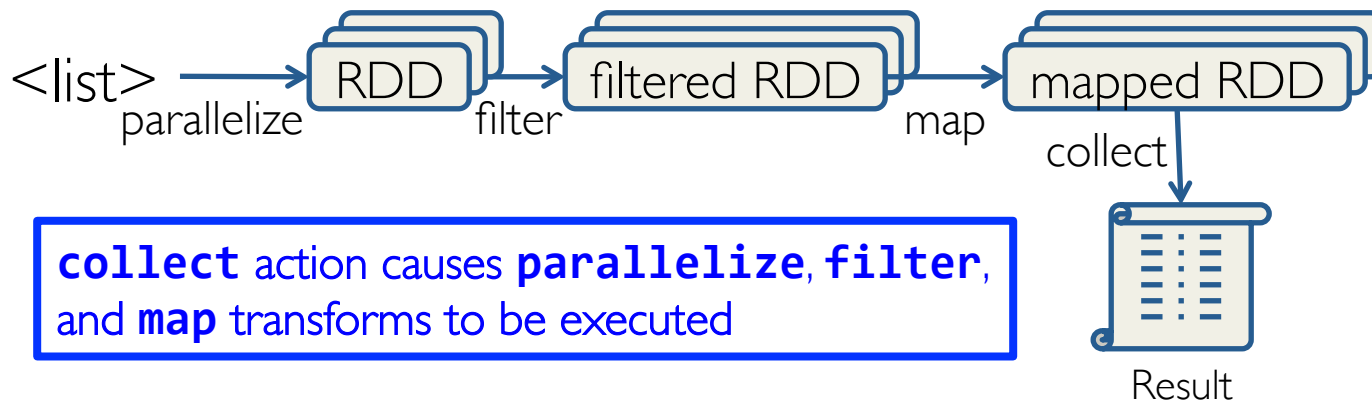 <list> RDD filtered RDD mapped RDD
parallelize filter map
collect
collect action causes parallelize, filter,
and map transforms to be executed
Result